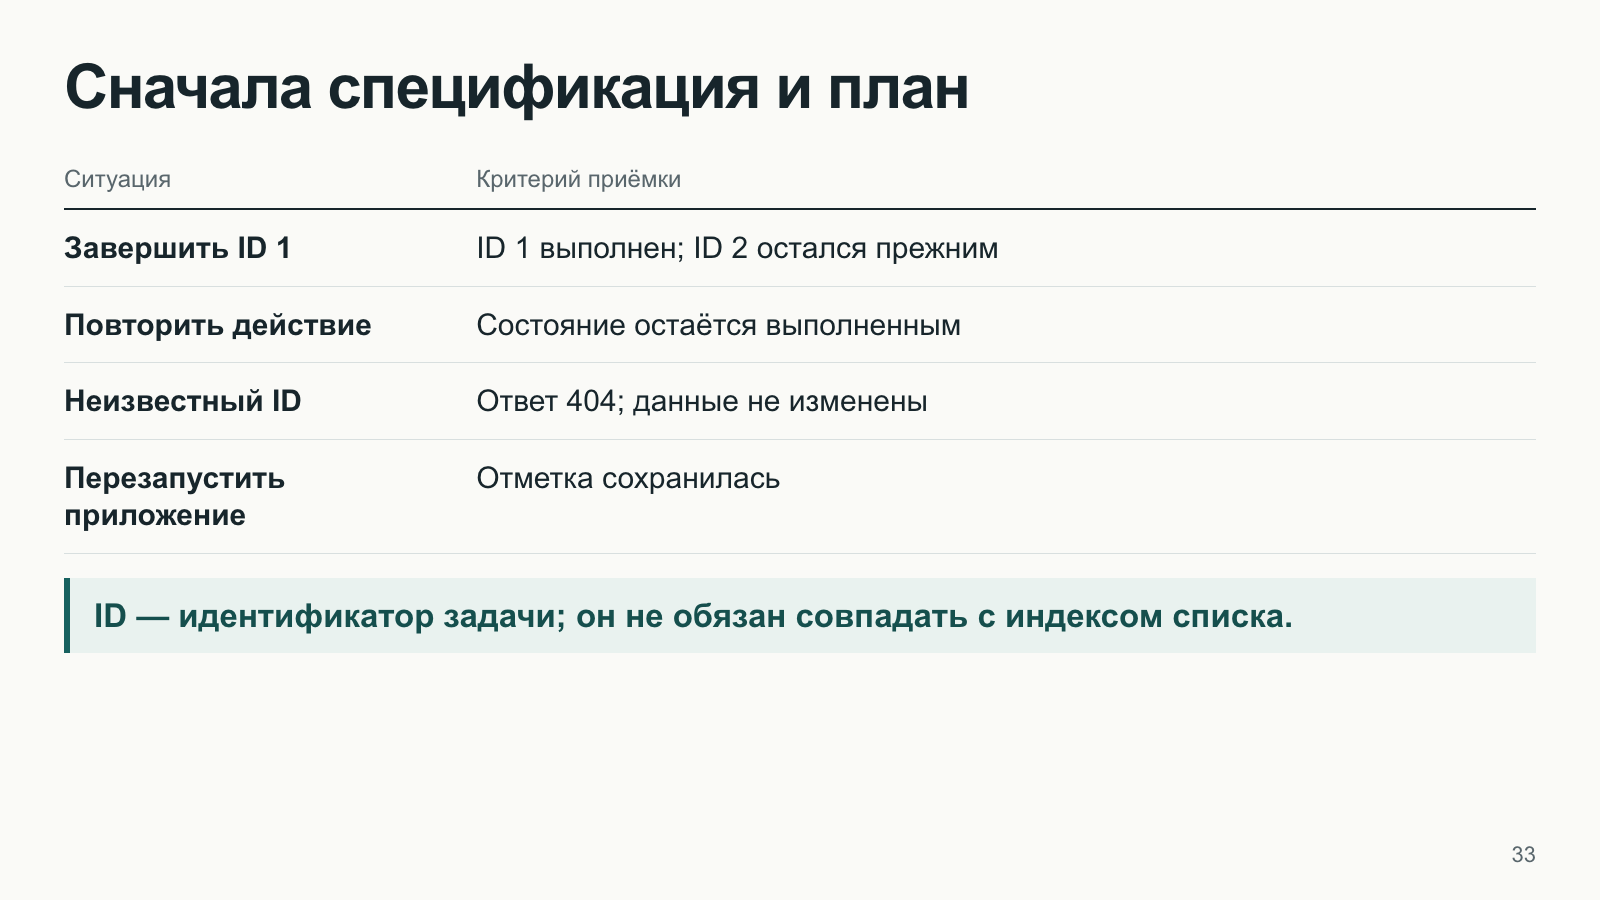 Сначала спецификация и план
Ситуация Критерий приёмки
Завершить ID 1 ID 1 выполнен; ID 2 остался прежним
Повторить действие Состояние остаётся выполненным
Неизвестный ID Ответ 404; данные не изменены
Перезапустить Отметка сохранилась
приложение
ID — идентификатор задачи; он не обязан совпадать с индексом списка.
33